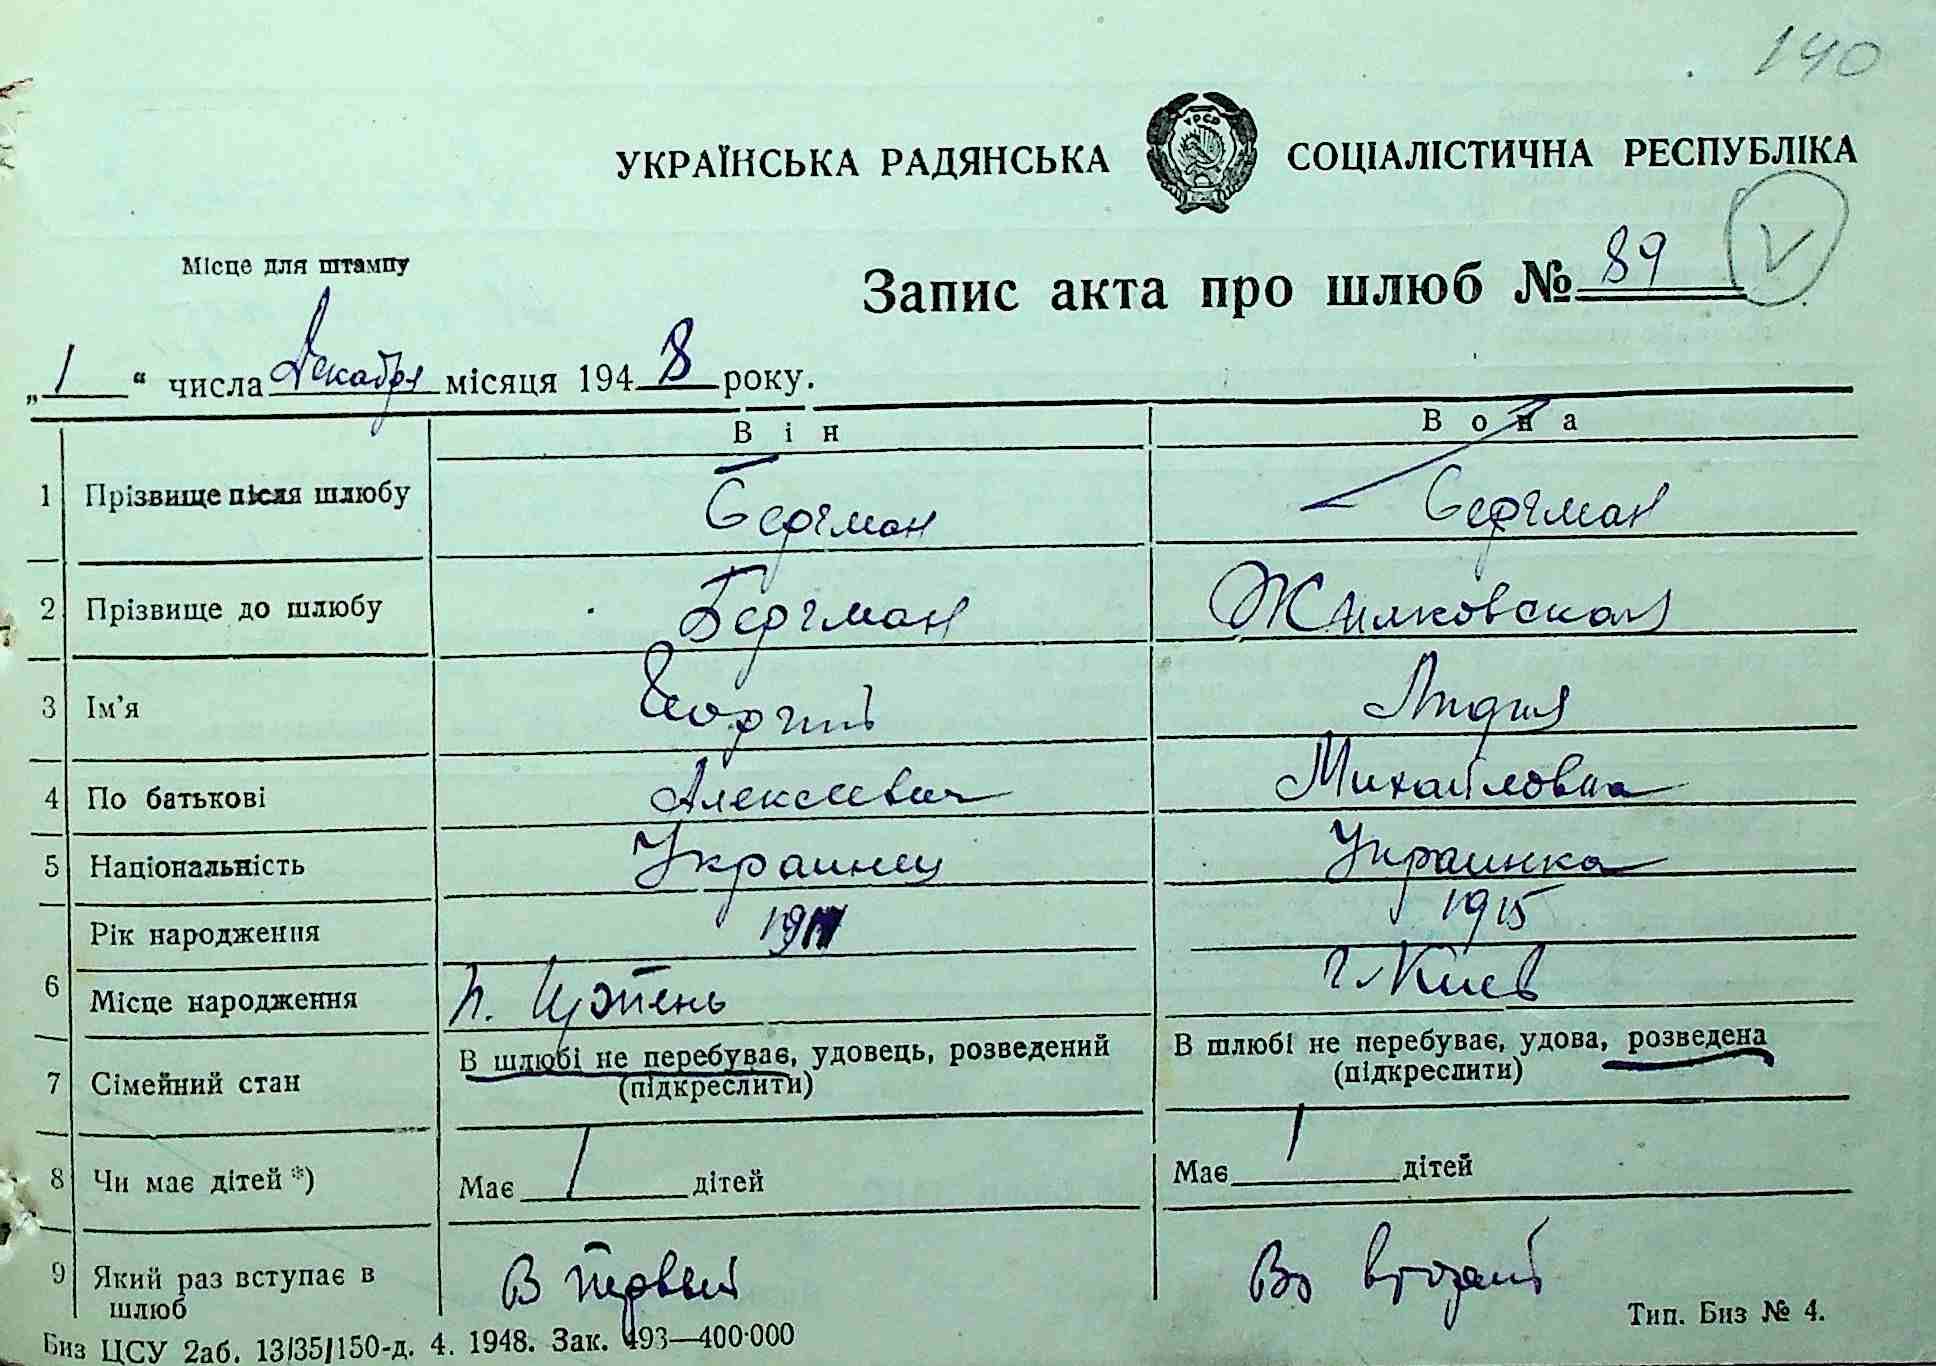 140
УКРАЇНСЬКА РАДЯНСЬКА СОЦІАЛІСТИЧНА РЕСПУБЛІКА
УРСР
Місце для штампу
Запис акта про шлюб № 89
„1“ числа Декабря місяця 1948 року.
Він Вона
1 Прізвище після шлюбу Бергман Бергман
2 Прізвище до шлюбу Бергман Жилковская
3 Ім’я Георгий Лидия
4 По батькові Алексеевич Михайловна
5 Національність Украинец Украинка
Рік народження 1911 1915
6 Місце народження п. Ирпень г. Киев
7 Сімейний стан В шлюбі не перебуває, удовець, розведений В шлюбі не перебуває, удова, розведена
(підкреслити) (підкреслити)
8 Чи має дітей *) Має 1 дітей Має 1 дітей
9 Який раз вступає в шлюб В первый Во второй
Тип. Биз № 4.
Биз ЦСУ 2аб. 13/35/150-д. 4. 1948. Зак. 493—400·000